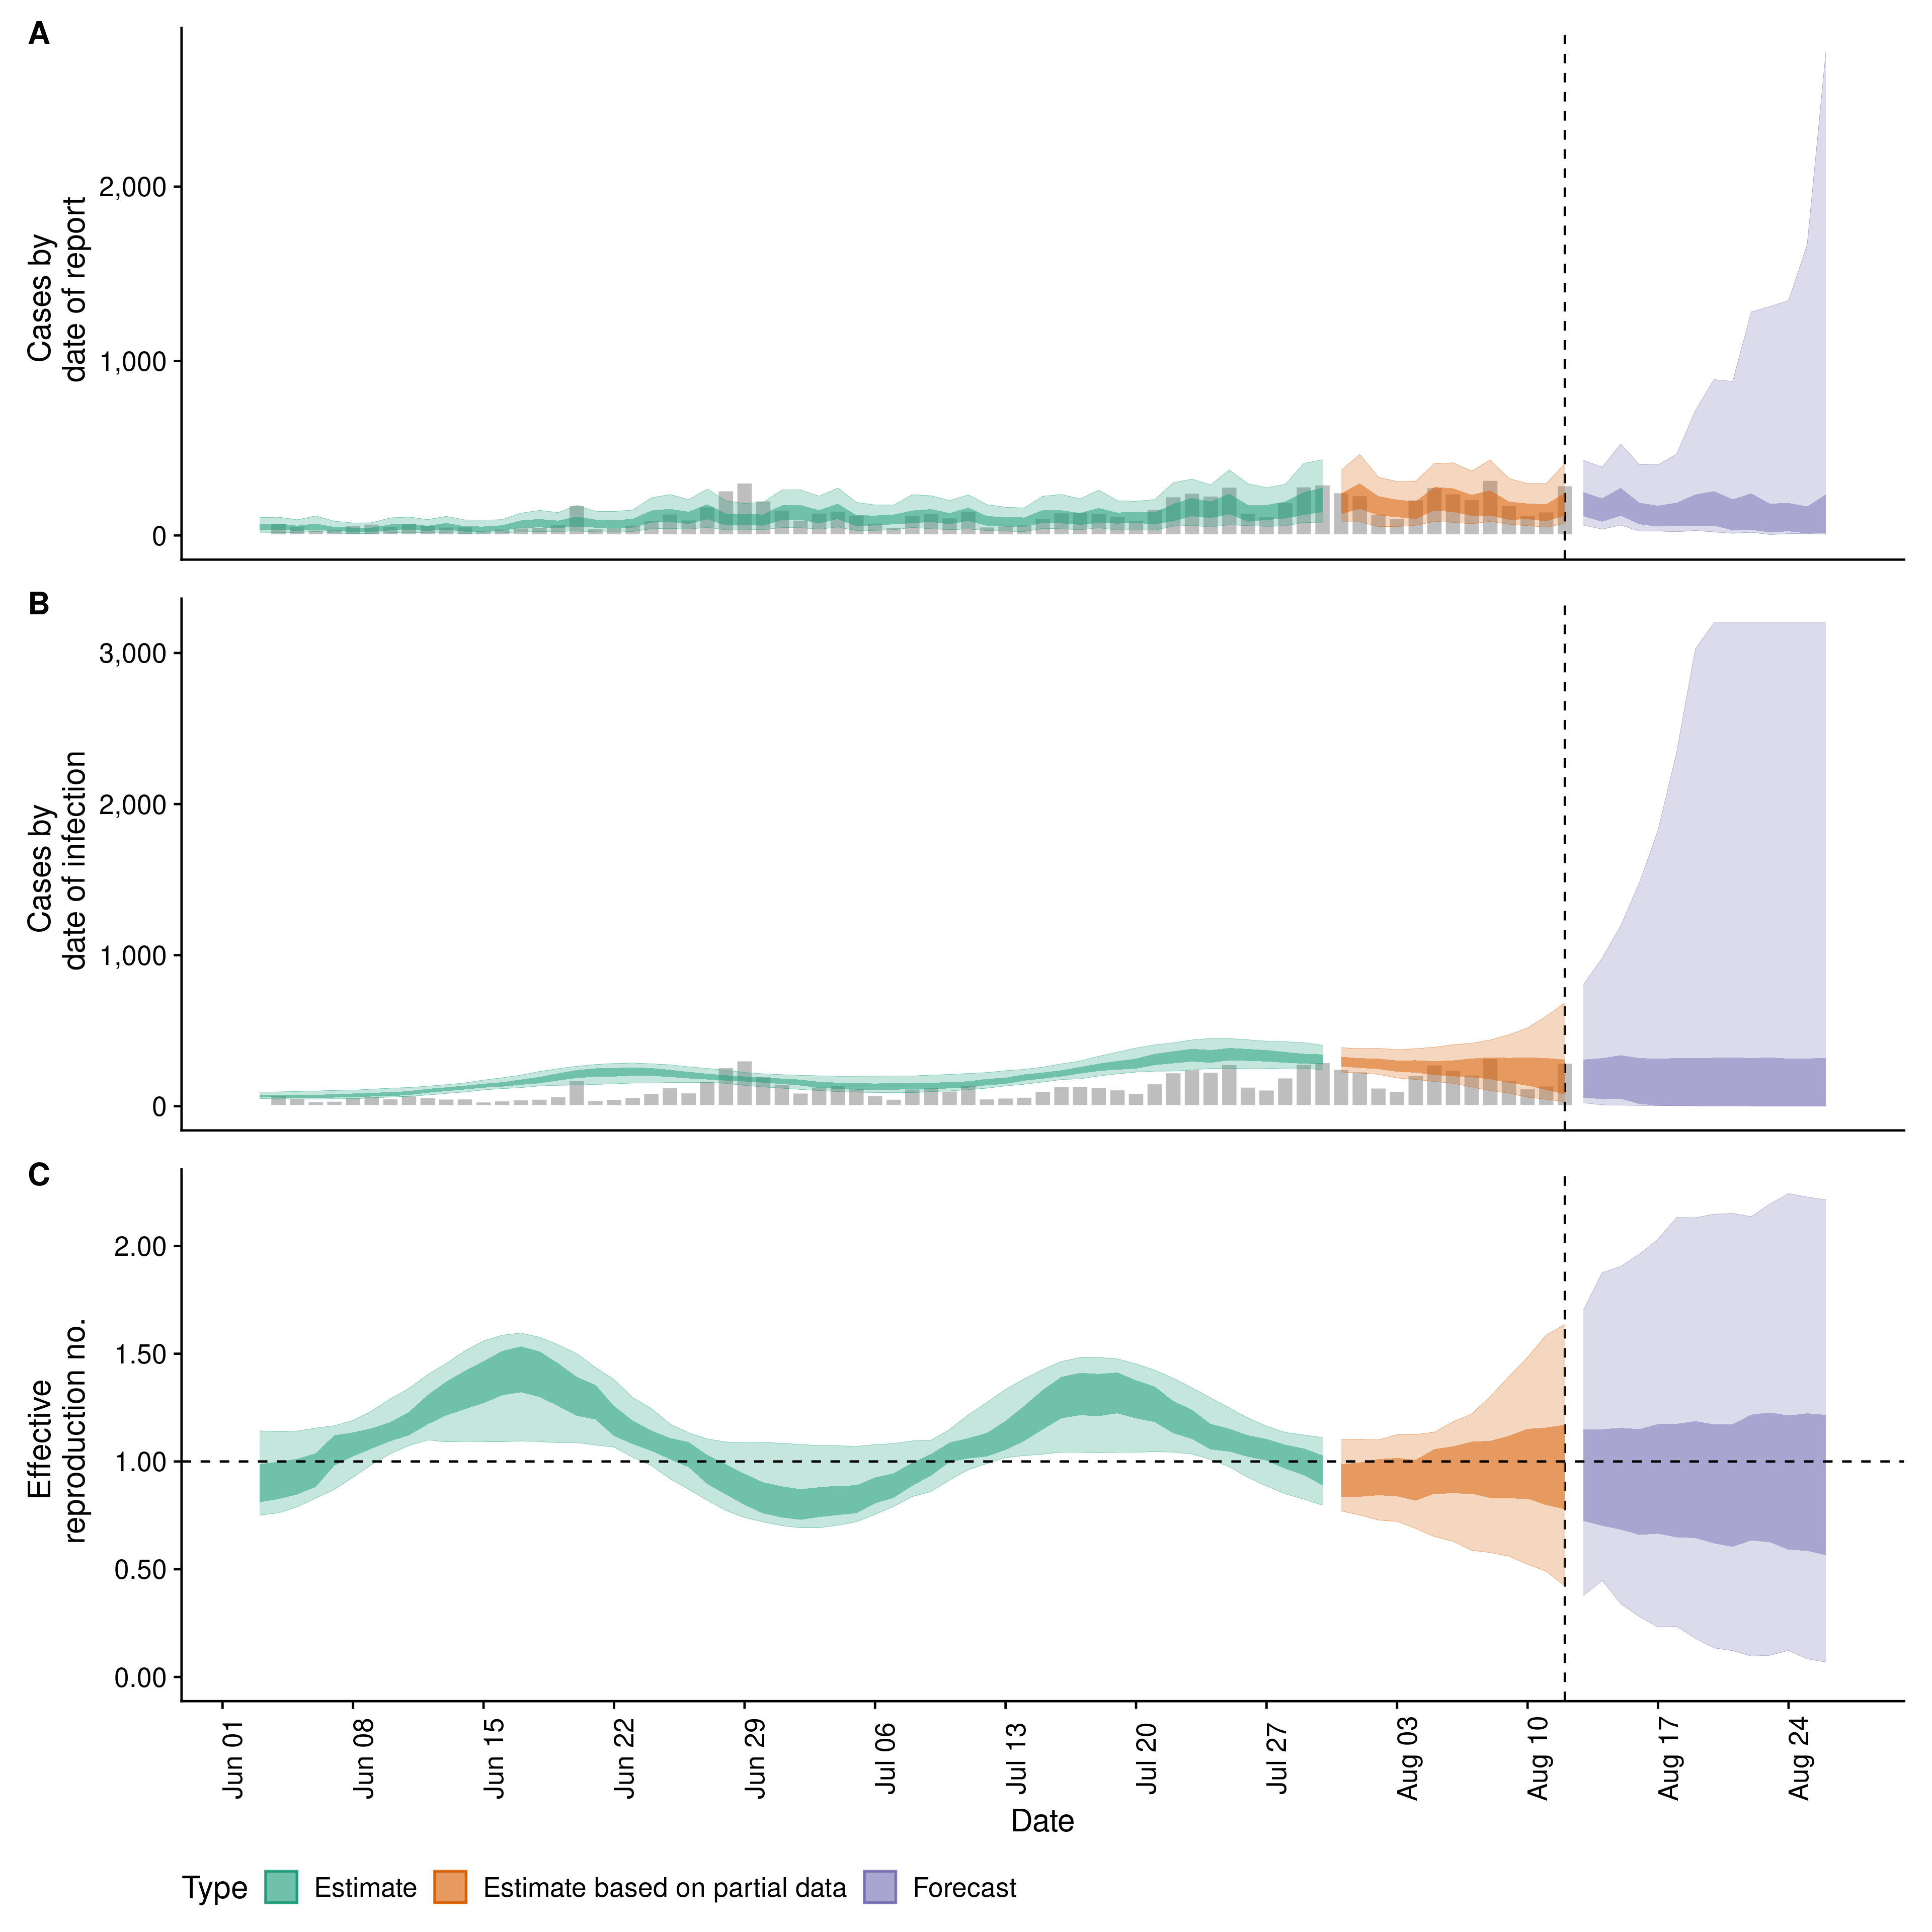 A
Cases by
date of report
2,000
1,000
0
B
Cases by
date of infection
3,000
2,000
1,000
0
C
Effective
reproduction no.
2.00
1.50
1.00
0.50
0.00
Jun 01
Jun 08
Jun 15
Jun 22
Jun 29
Jul 06
Jul 13
Jul 20
Jul 27
Aug 03
Aug 10
Aug 17
Aug 24
Date
Type Estimate Estimate based on partial data Forecast